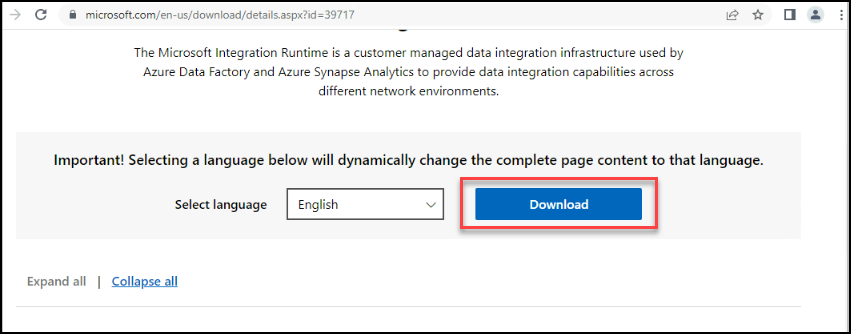 microsoft.com/en-us/download/details.aspx?id=39717
The Microsoft Integration Runtime is a customer managed data integration infrastructure used by
Azure Data Factory and Azure Synapse Analytics to provide data integration capabilities across
different network environments.
Important! Selecting a language below will dynamically change the complete page content to that language.
Select language English Download
Expand all | Collapse all